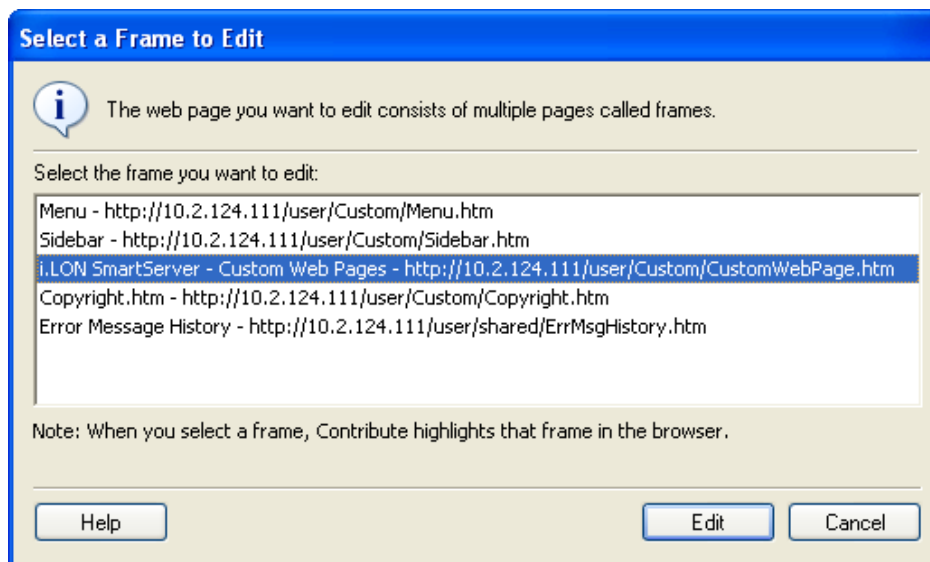 Select a Frame to Edit
The web page you want to edit consists of multiple pages called frames.
Select the frame you want to edit:
Menu - http://10.2.124.111/user/Custom/Menu.htm
Sidebar - http://10.2.124.111/user/Custom/Sidebar.htm
i.LON SmartServer - Custom Web Pages - http://10.2.124.111/user/Custom/CustomWebPage.htm
Copyright.htm - http://10.2.124.111/user/Custom/Copyright.htm
Error Message History - http://10.2.124.111/user/shared/ErrMsgHistory.htm
Note: When you select a frame, Contribute highlights that frame in the browser.
Help Edit Cancel